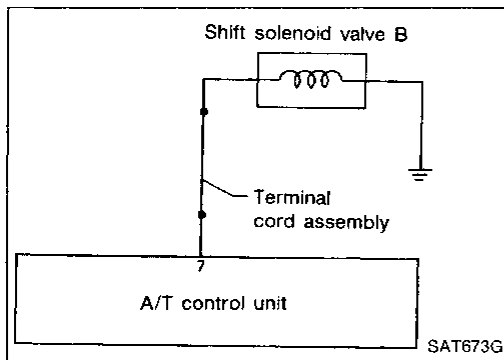 Shift solenoid valve B
Terminal
cord assembly
7
A/T control unit
SAT673G